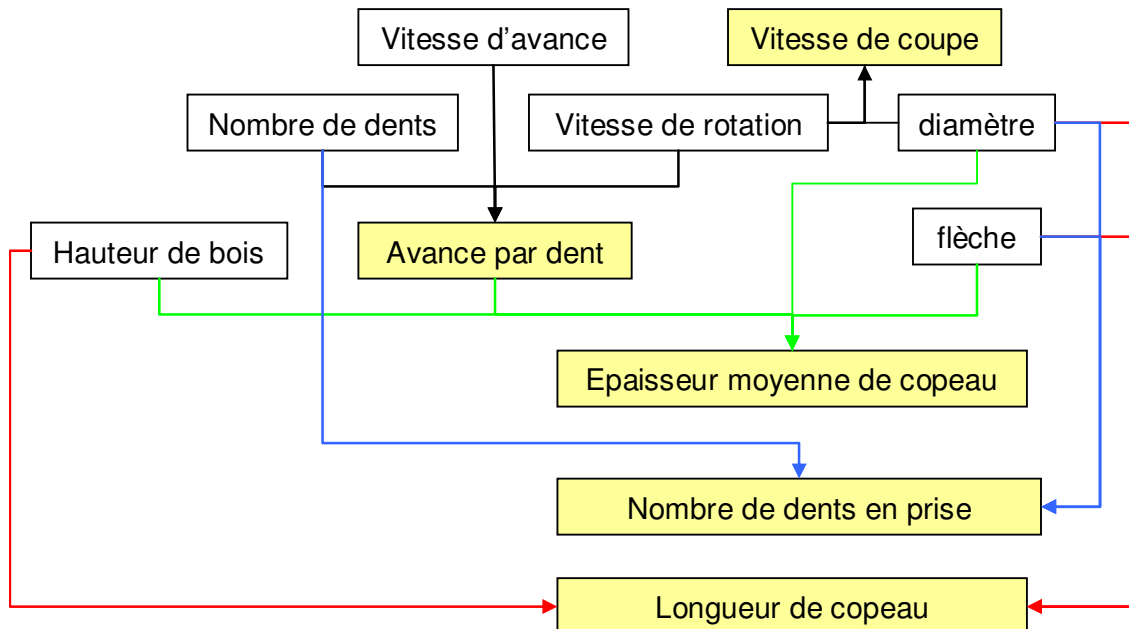 Vitesse d'avance
Vitesse de coupe
Nombre de dents
Vitesse de rotation
diamètre
Hauteur de bois
Avance par dent
flèche
Epaisseur moyenne de copeau
Nombre de dents en prise
Longueur de copeau